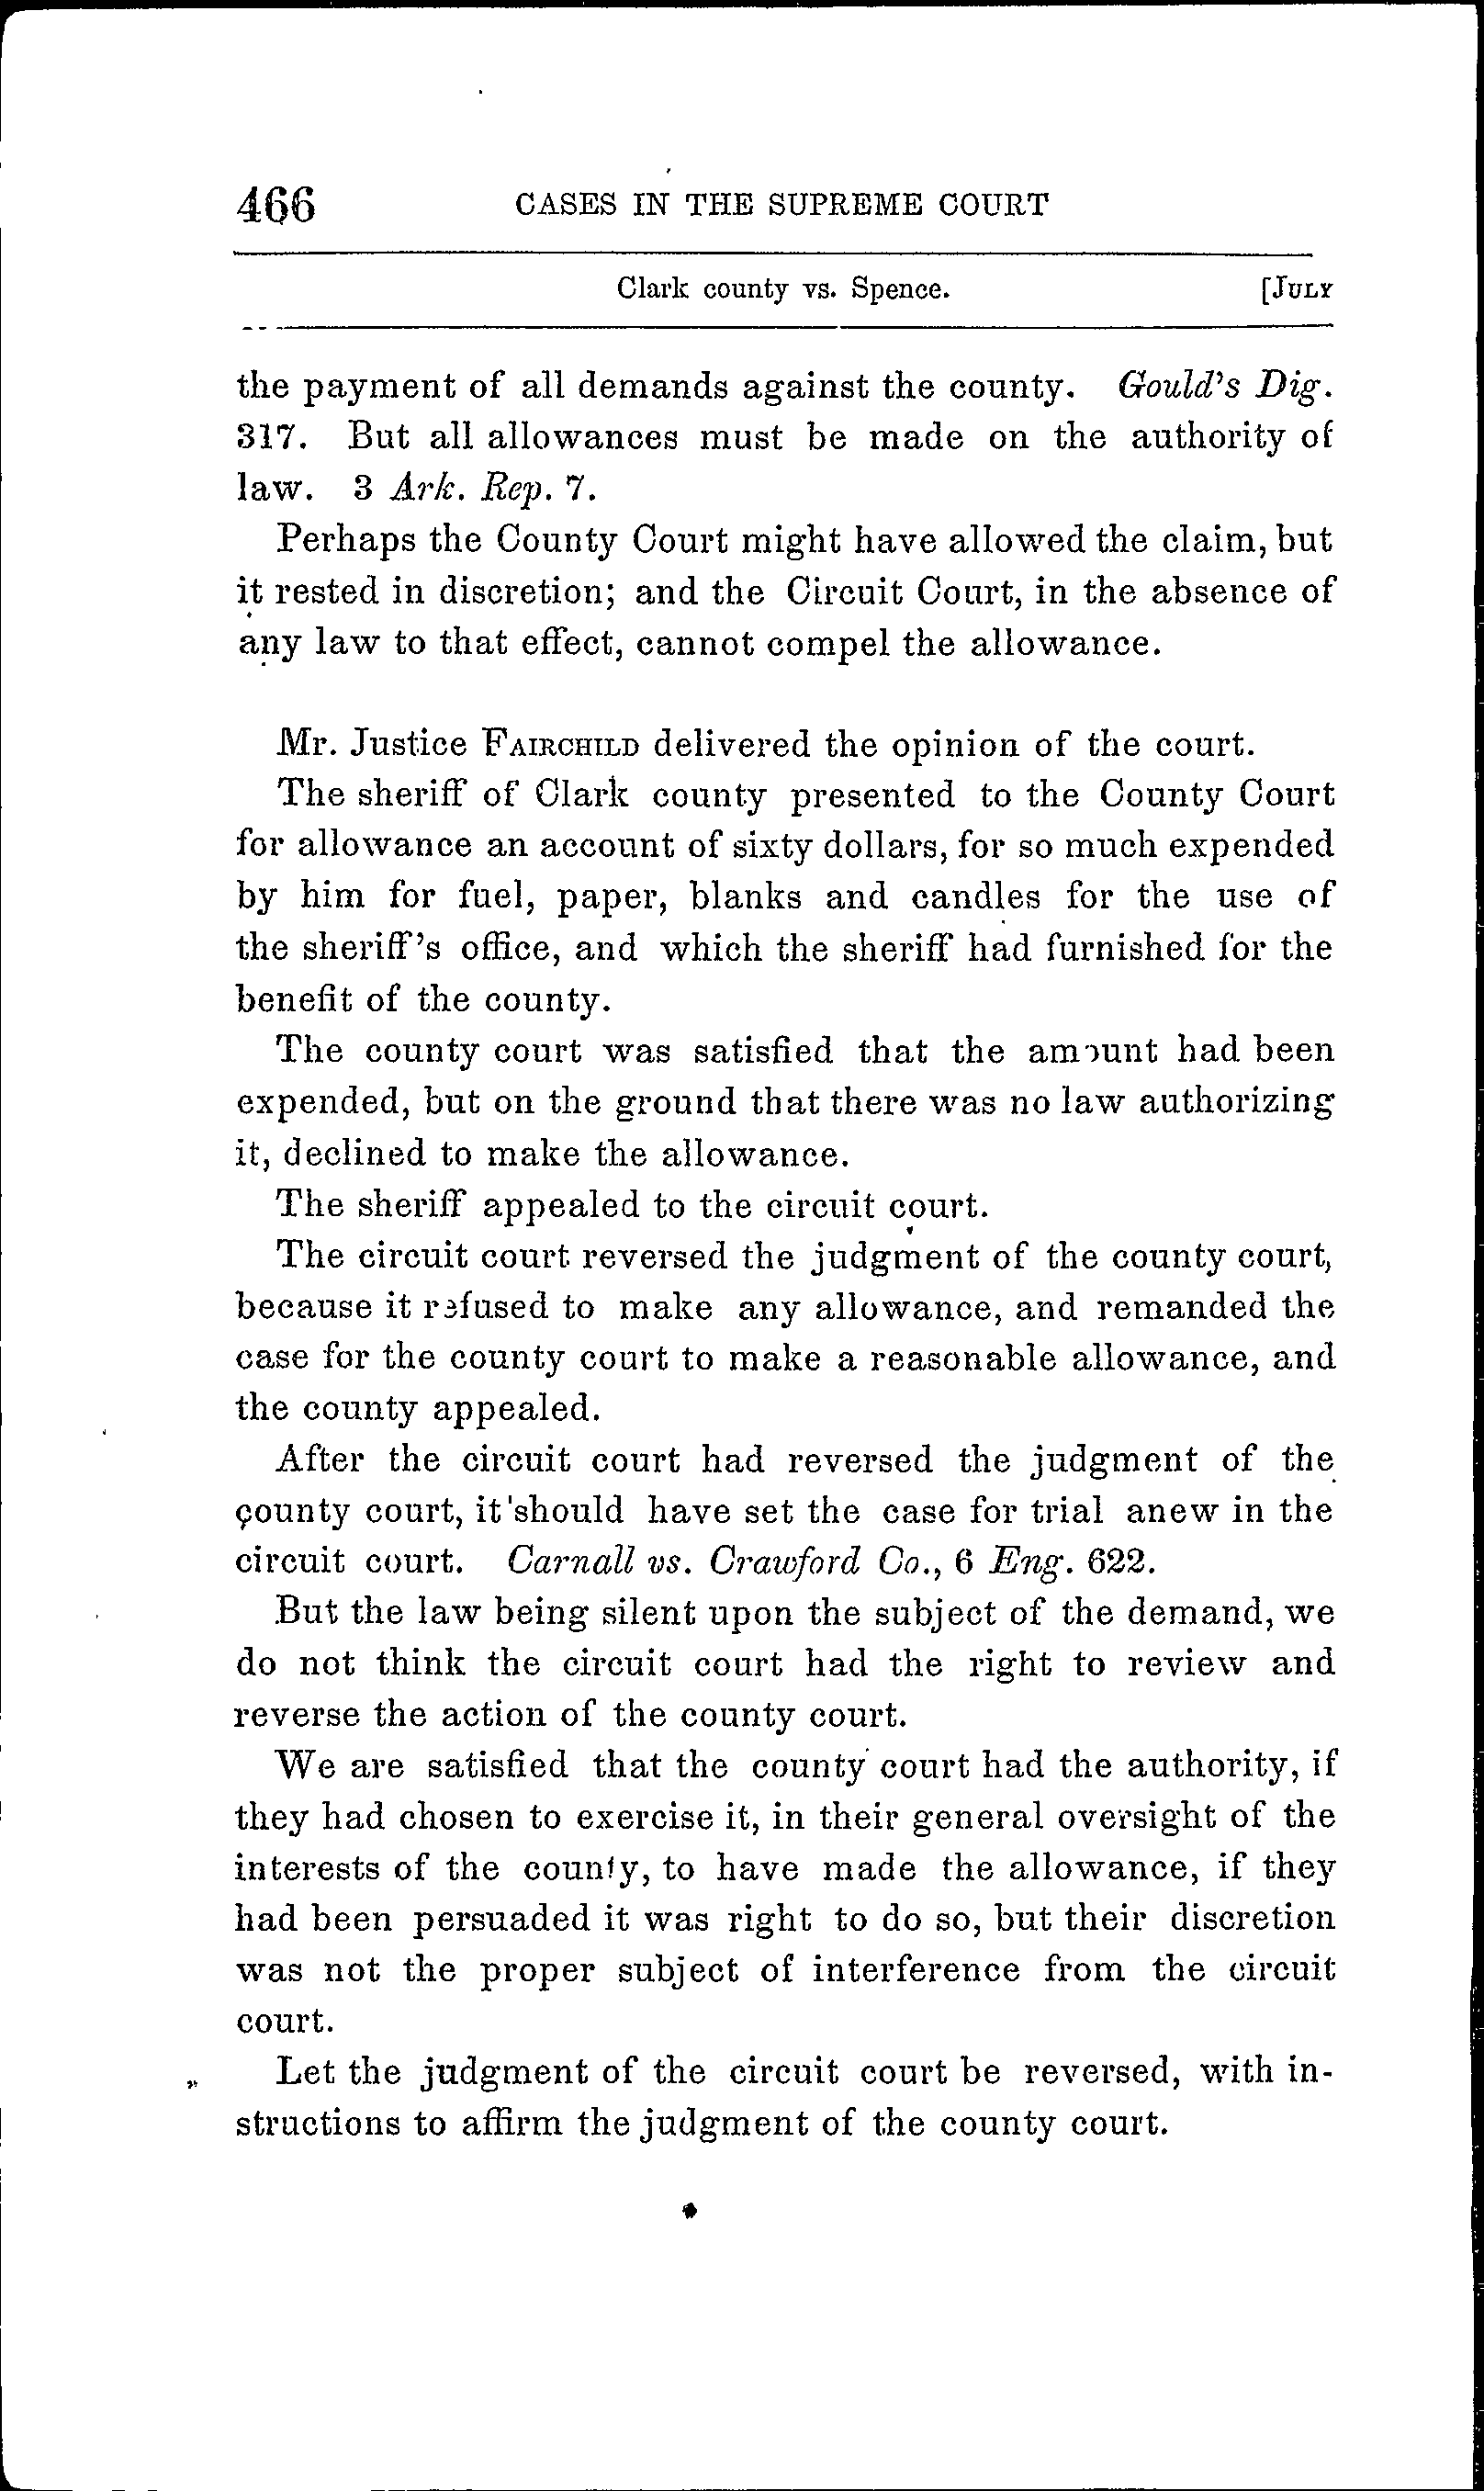 466 CASES IN THE SUPREME COURT
Clark county vs. Spence. [JULY
the payment of all demands against the county. Gould's Dig.
317. But all allowances must be made on the authority of
law. 3 Ark. Rep. 7.
Perhaps the County Court might have allowed the claim, but
it rested in discretion; and the Circuit Court, in the absence of
any law to that effect, cannot compel the allowance.
Mr. Justice FAIRCHILD delivered the opinion of the court.
The sheriff of Clark county presented to the County Court
for allowance an account of sixty dollars, for so much expended
by him for fuel, paper, blanks and candles for the use of
the sheriff's office, and which the sheriff had furnished for the
benefit of the county.
The county court was satisfied that the amount had been
expended, but on the ground that there was no law authorizing
it, declined to make the allowance.
The sheriff appealed to the circuit court.
The circuit court reversed the judgment of the county court,
because it refused to make any allowance, and remanded the
case for the county court to make a reasonable allowance, and
the county appealed.
After the circuit court had reversed the judgment of the
county court, it should have set the case for trial anew in the
circuit court. Carnall vs. Crawford Co., 6 Eng. 622.
But the law being silent upon the subject of the demand, we
do not think the circuit court had the right to review and
reverse the action of the county court.
We are satisfied that the county court had the authority, if
they had chosen to exercise it, in their general oversight of the
interests of the county, to have made the allowance, if they
had been persuaded it was right to do so, but their discretion
was not the proper subject of interference from the circuit
court.
Let the judgment of the circuit court be reversed, with in-
structions to affirm the judgment of the county court.